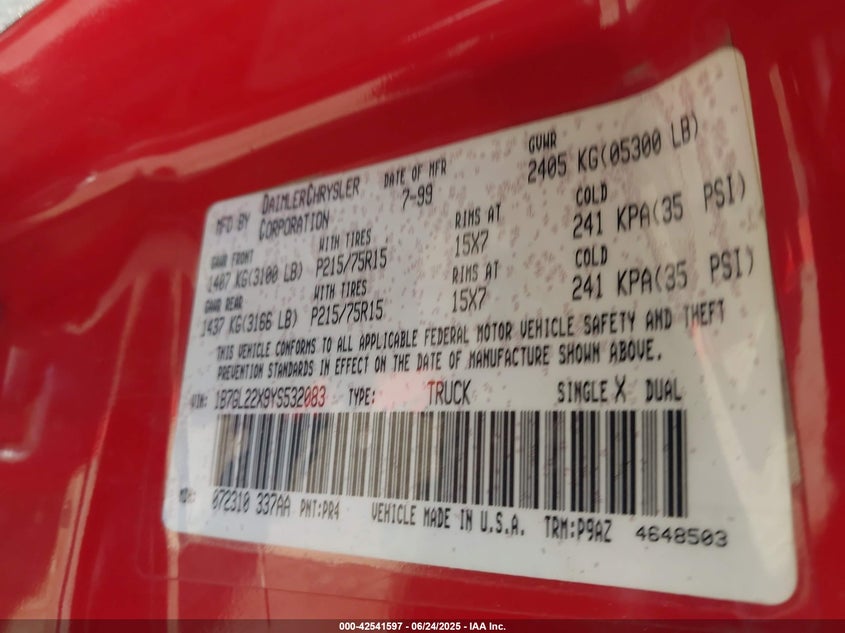 MFD BY DAIMLERCHRYSLER CORPORATION
DATE OF MFR 7-99
GVWR 2405 KG(05300 LB)
GAWR FRONT 1407 KG(3100 LB)
WITH TIRES P215/75R15
RIMS AT 15X7
COLD 241 KPA(35 PSI)
GAWR REAR 1437 KG(3166 LB)
WITH TIRES P215/75R15
RIMS AT 15X7
COLD 241 KPA(35 PSI)
THIS VEHICLE CONFORMS TO ALL APPLICABLE FEDERAL MOTOR VEHICLE SAFETY AND THEFT
PREVENTION STANDARDS IN EFFECT ON THE DATE OF MANUFACTURE SHOWN ABOVE.
VIN: 1B7GL22X9YS532083 TYPE: TRUCK SINGLE X DUAL
MDH: 072310 337AA PNT:PR4 VEHICLE MADE IN U.S.A. TRM:P9AZ 4648503
000-42541597 - 06/24/2025 - IAA Inc.